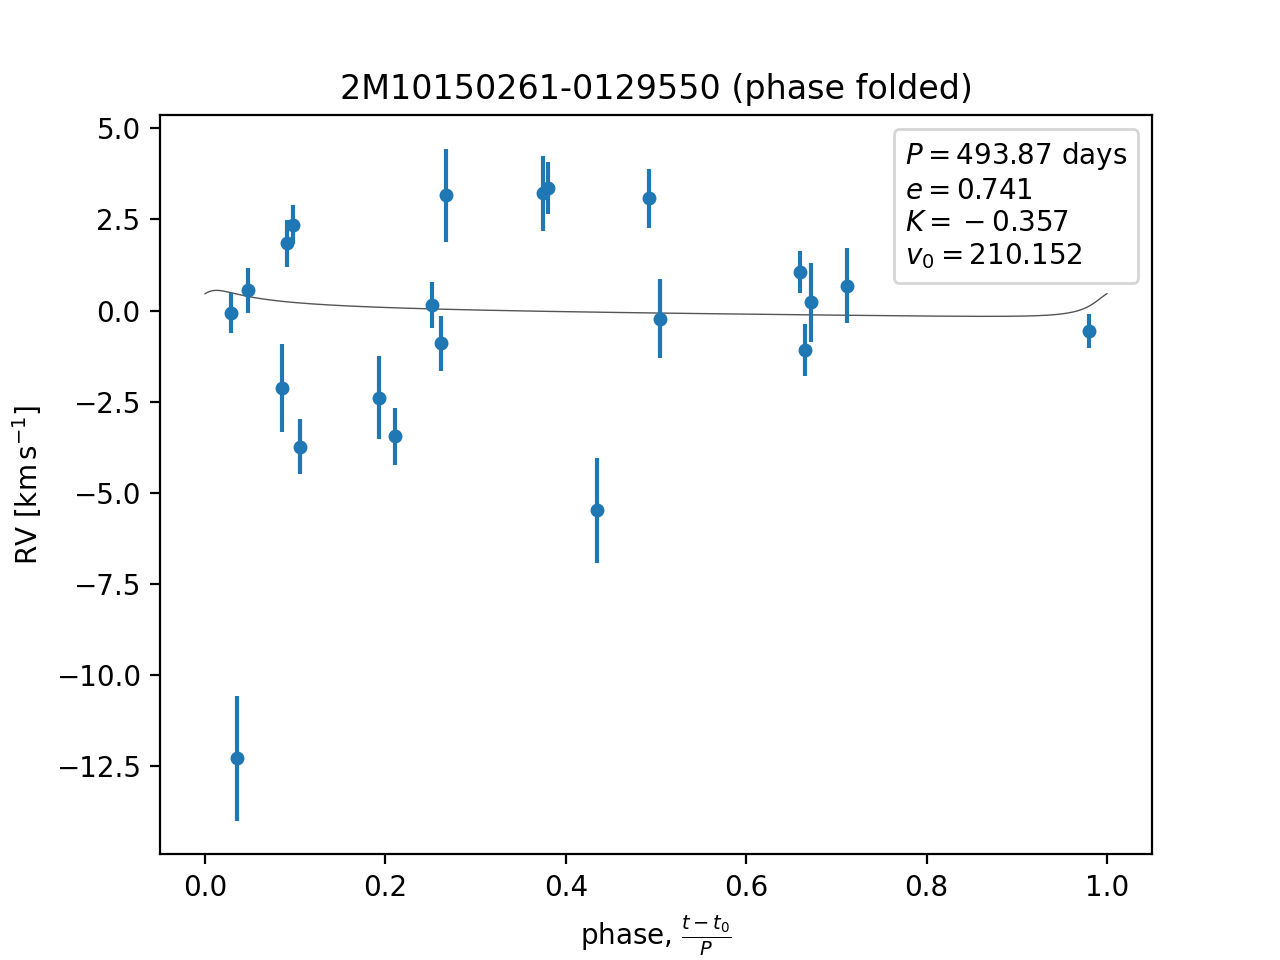 2M10150261-0129550 (phase folded)
P = 493.87 days
e = 0.741
K = −0.357
v₀ = 210.152
RV [km s⁻¹]
5.0
2.5
0.0
−2.5
−5.0
−7.5
−10.0
−12.5
0.0 0.2 0.4 0.6 0.8 1.0
phase, (t − t₀)/P